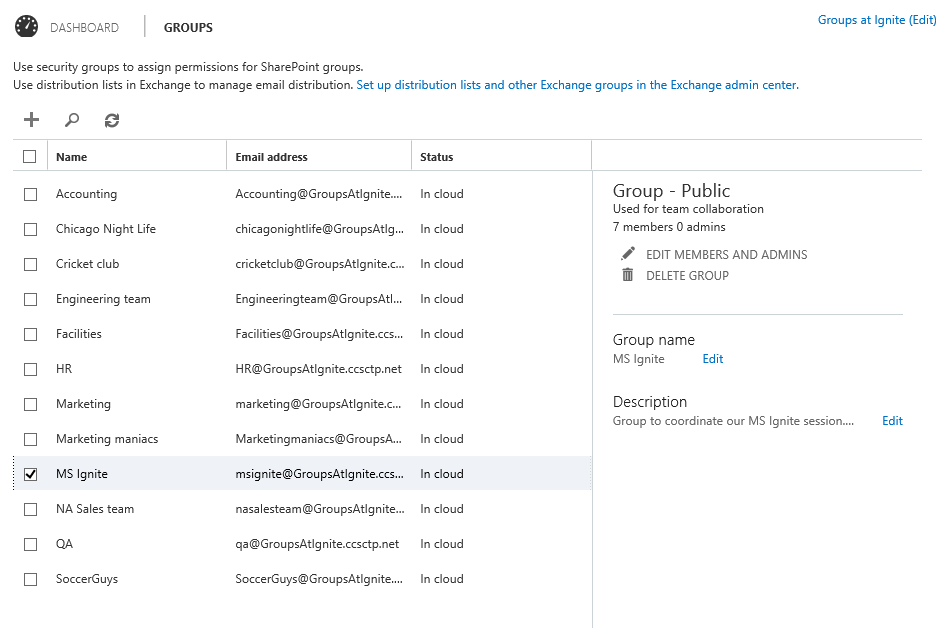 DASHBOARD GROUPS Groups at Ignite (Edit)
Use security groups to assign permissions for SharePoint groups.
Use distribution lists in Exchange to manage email distribution. Set up distribution lists and other Exchange groups in the Exchange admin center.
Name Email address Status
Accounting Accounting@GroupsAtIgnite.... In cloud
Chicago Night Life chicagonightlife@GroupsAtIg... In cloud
Cricket club cricketclub@GroupsAtIgnite.c... In cloud
Engineering team Engineeringteam@GroupsAtI... In cloud
Facilities Facilities@GroupsAtIgnite.ccs... In cloud
HR HR@GroupsAtIgnite.ccsctp.net In cloud
Marketing marketing@GroupsAtIgnite.c... In cloud
Marketing maniacs Marketingmaniacs@GroupsA... In cloud
MS Ignite msignite@GroupsAtIgnite.ccs... In cloud
NA Sales team nasalesteam@GroupsAtIgnite... In cloud
QA qa@GroupsAtIgnite.ccsctp.net In cloud
SoccerGuys SoccerGuys@GroupsAtIgnite.... In cloud
Group - Public
Used for team collaboration
7 members 0 admins
EDIT MEMBERS AND ADMINS
DELETE GROUP
Group name
MS Ignite Edit
Description
Group to coordinate our MS Ignite session.... Edit